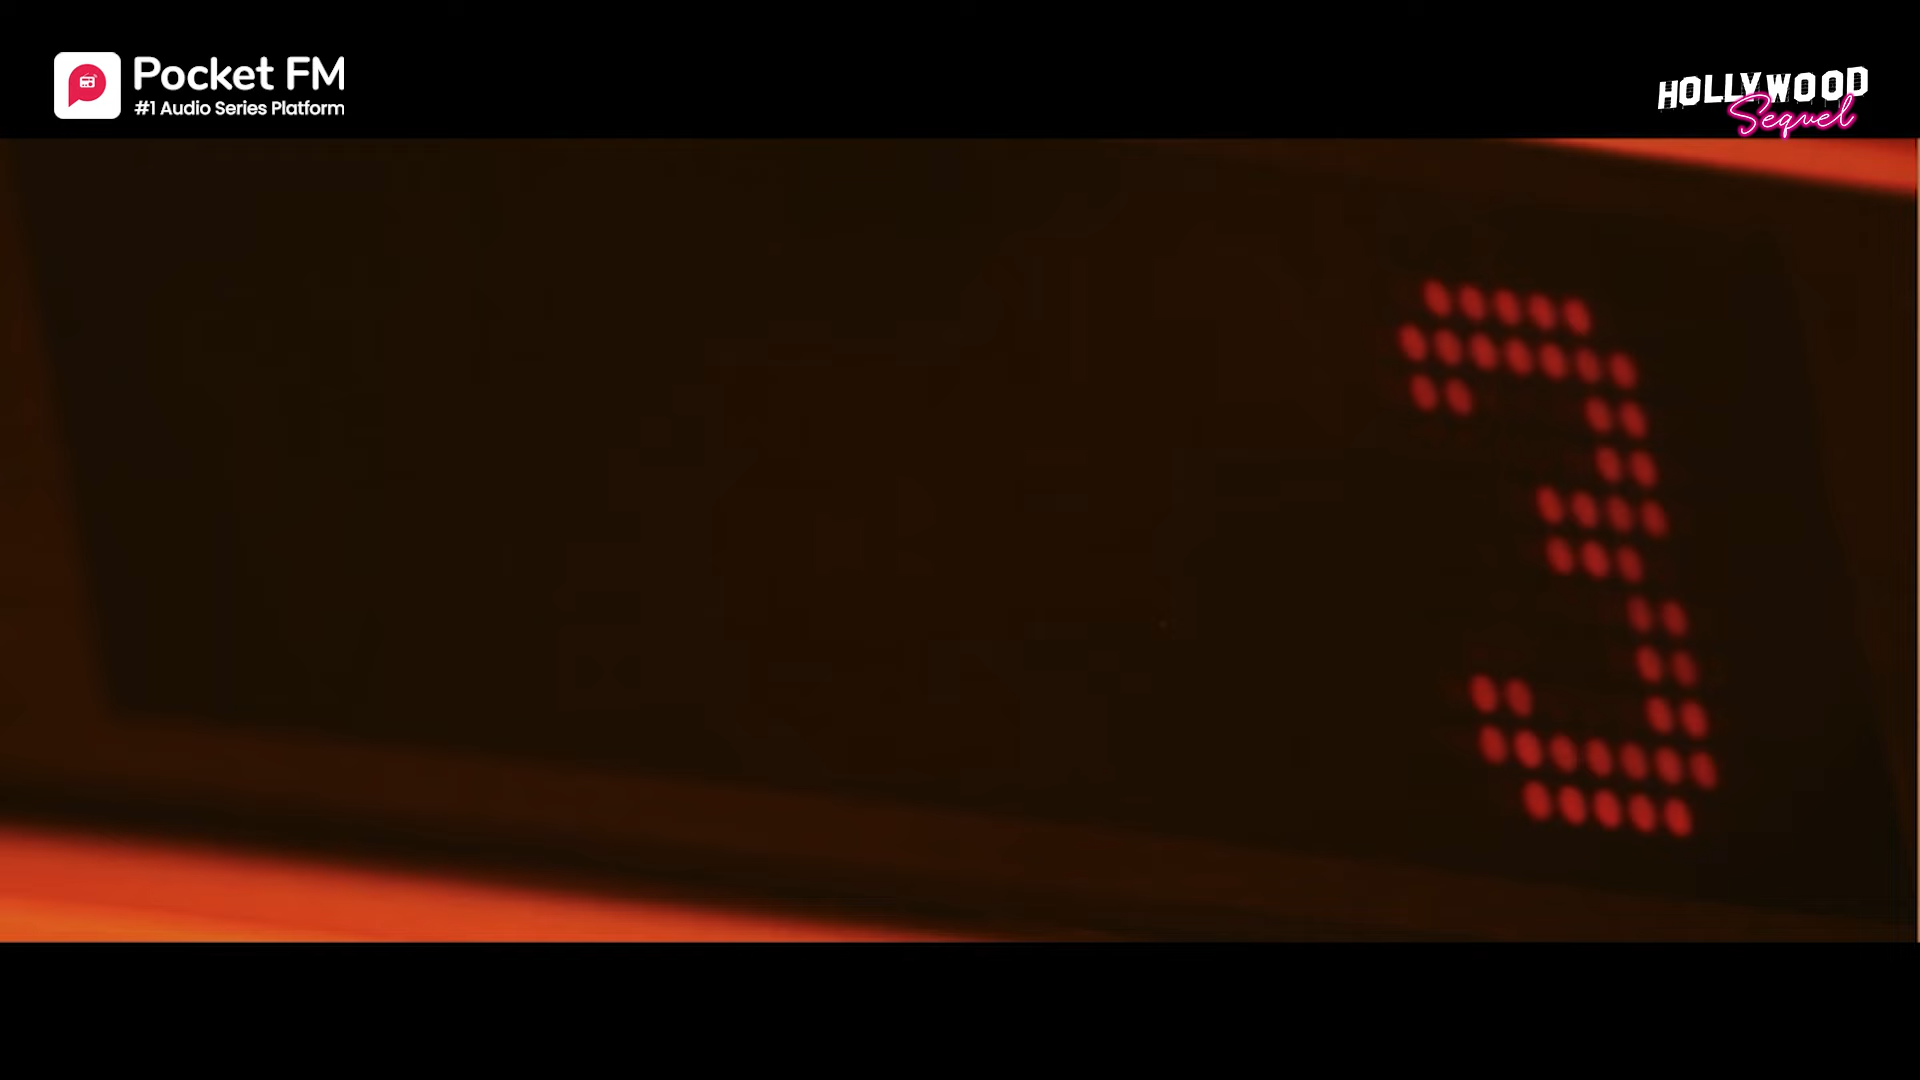 Pocket FM
#1 Audio Series Platform
HOLLYWOOD
Sequel
3